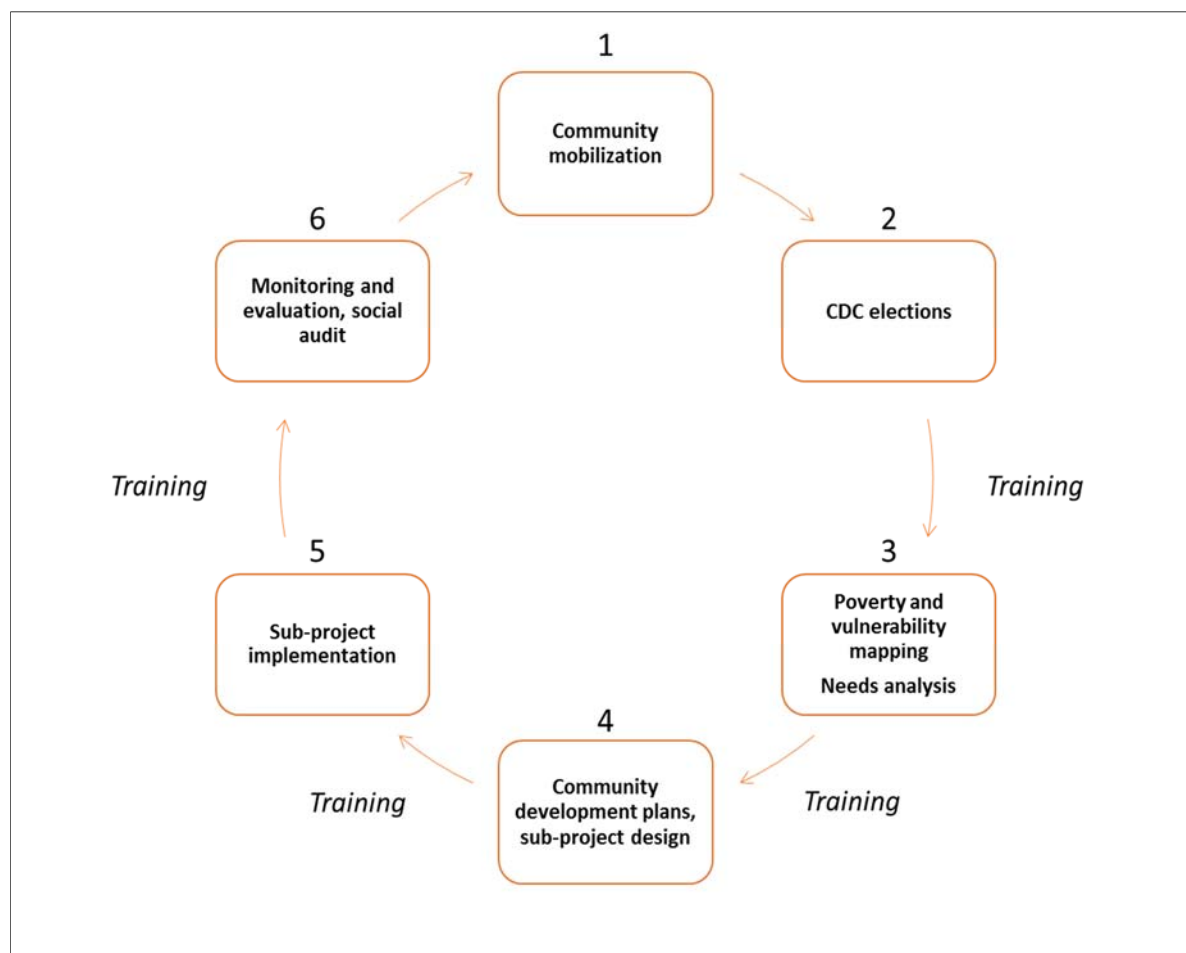 1
Community
mobilization
2
CDC elections
Training
3
Poverty and
vulnerability
mapping
Needs analysis
Training
4
Community
development plans,
sub-project design
Training
5
Sub-project
implementation
Training
6
Monitoring and
evaluation, social
audit